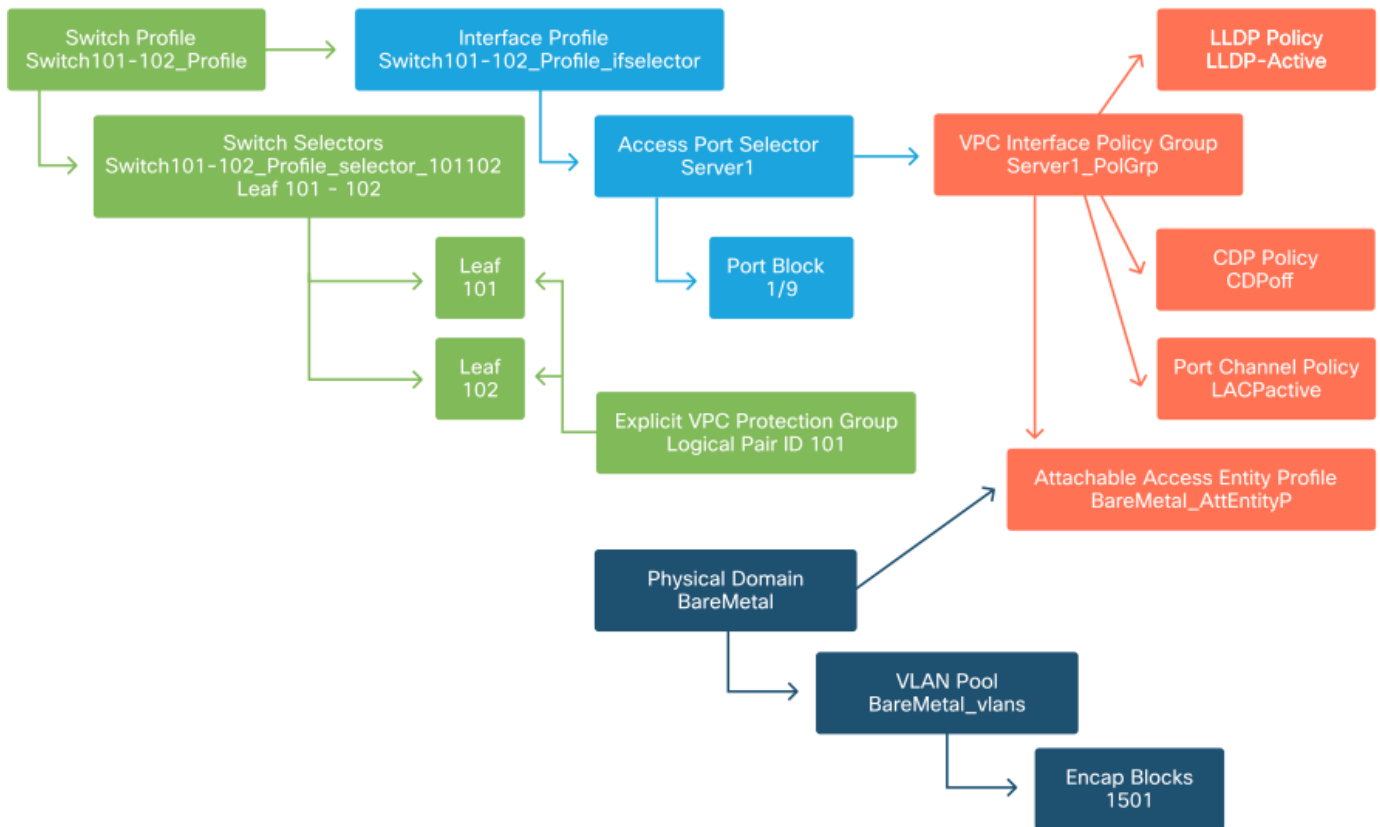 Switch Profile
Switch101-102_Profile
Interface Profile
Switch101-102_Profile_ifselector
LLDP Policy
LLDP-Active
Switch Selectors
Switch101-102_Profile_selector_101102
Leaf 101 - 102
Access Port Selector
Server1
VPC Interface Policy Group
Server1_PolGrp
Leaf
101
Port Block
1/9
CDP Policy
CDPoff
Leaf
102
Port Channel Policy
LACPactive
Explicit VPC Protection Group
Logical Pair ID 101
Attachable Access Entity Profile
BareMetal_AttEntityP
Physical Domain
BareMetal
VLAN Pool
BareMetal_vlans
Encap Blocks
1501